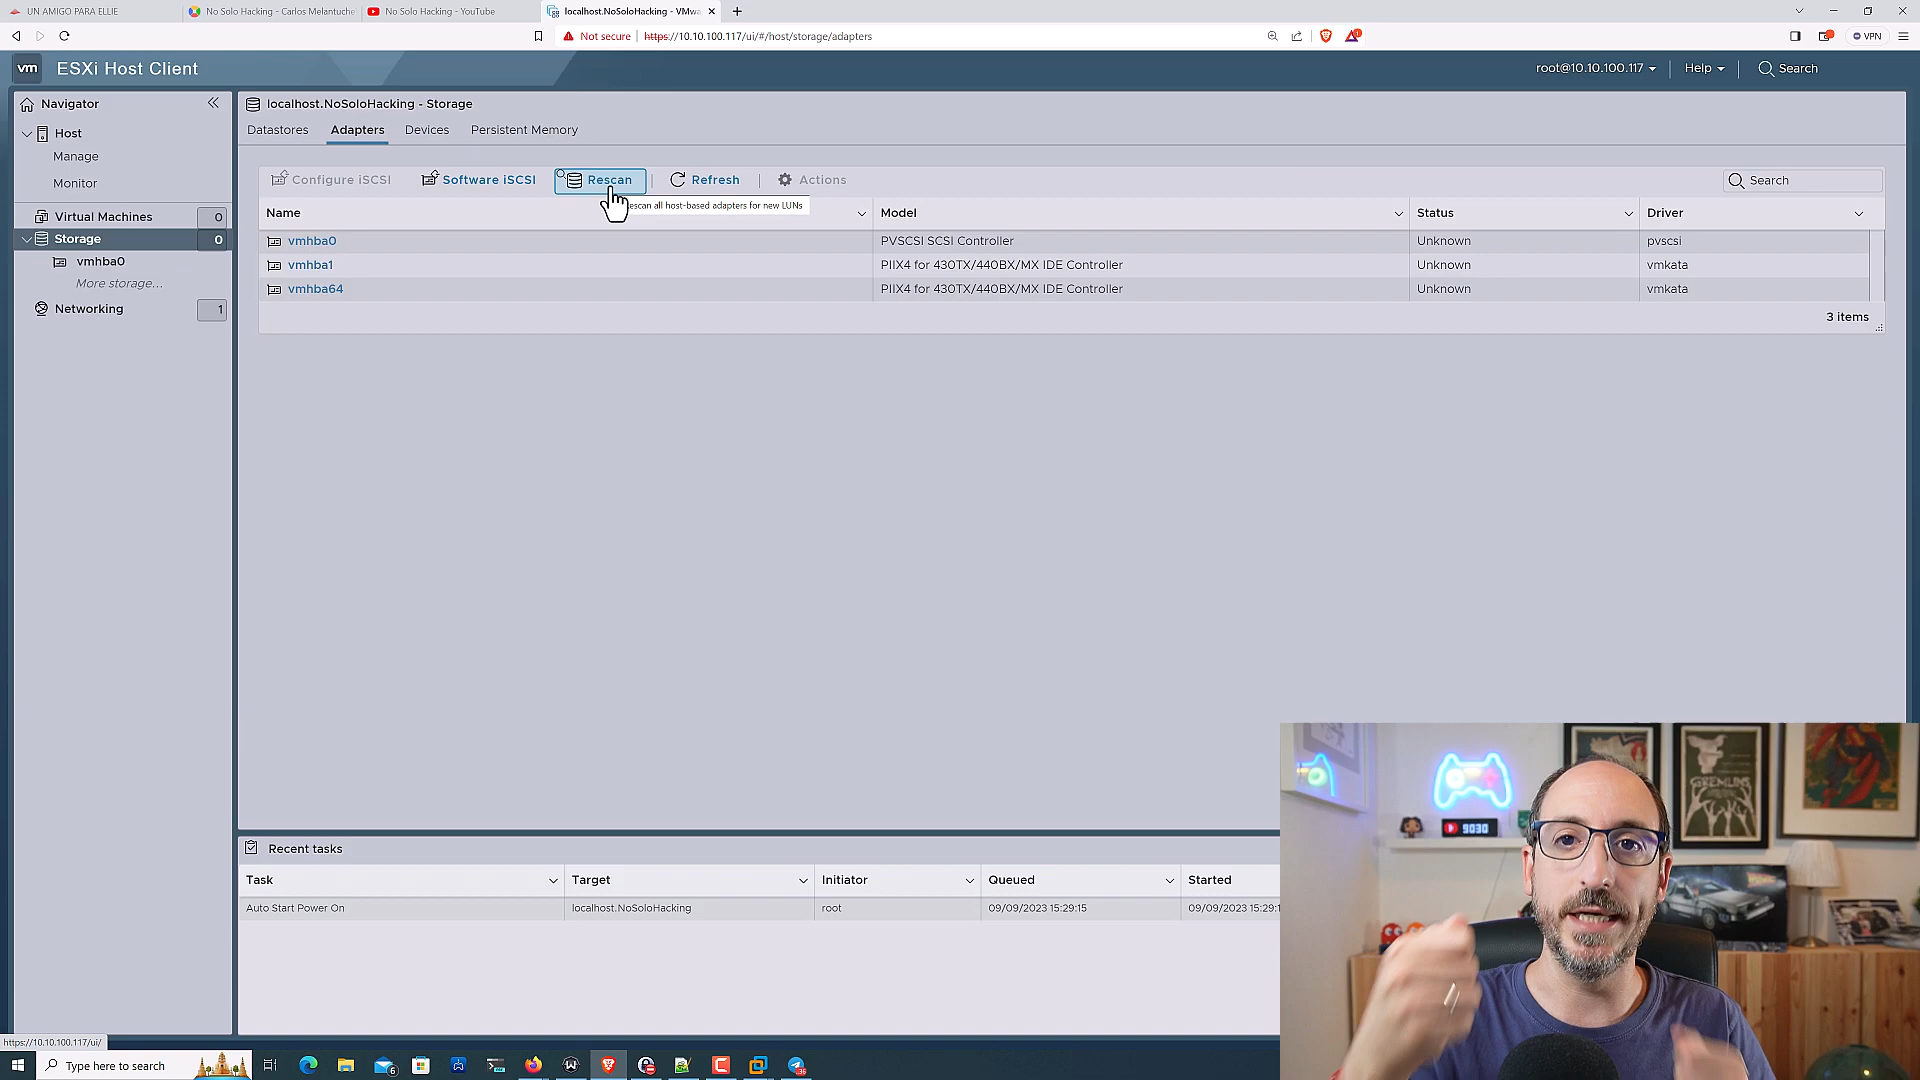 UN AMIGO PARA ELLIE
No Solo Hacking - Carlos Melantuche
No Solo Hacking - YouTube
localhost.NoSoloHacking - VMwa
Not secure https://10.10.100.117/ui/#/host/storage/adapters
VPN
vm ESXi Host Client
root@10.10.100.117
Help
Search
Navigator
Host
Manage
Monitor
Virtual Machines 0
Storage 0
vmhba0
More storage...
Networking 1
localhost.NoSoloHacking - Storage
Datastores Adapters Devices Persistent Memory
Configure iSCSI Software iSCSI Rescan Refresh Actions
Search
escan all host-based adapters for new LUNs
Name Model Status Driver
vmhba0 PVSCSI SCSI Controller Unknown pvscsi
vmhba1 PIIX4 for 430TX/440BX/MX IDE Controller Unknown vmkata
vmhba64 PIIX4 for 430TX/440BX/MX IDE Controller Unknown vmkata
3 items
Recent tasks
Task Target Initiator Queued Started
Auto Start Power On localhost.NoSoloHacking root 09/09/2023 15:29:15 09/09/2023 15:29:1
GREMLINS
9030
https://10.10.100.117/ui/
Type here to search